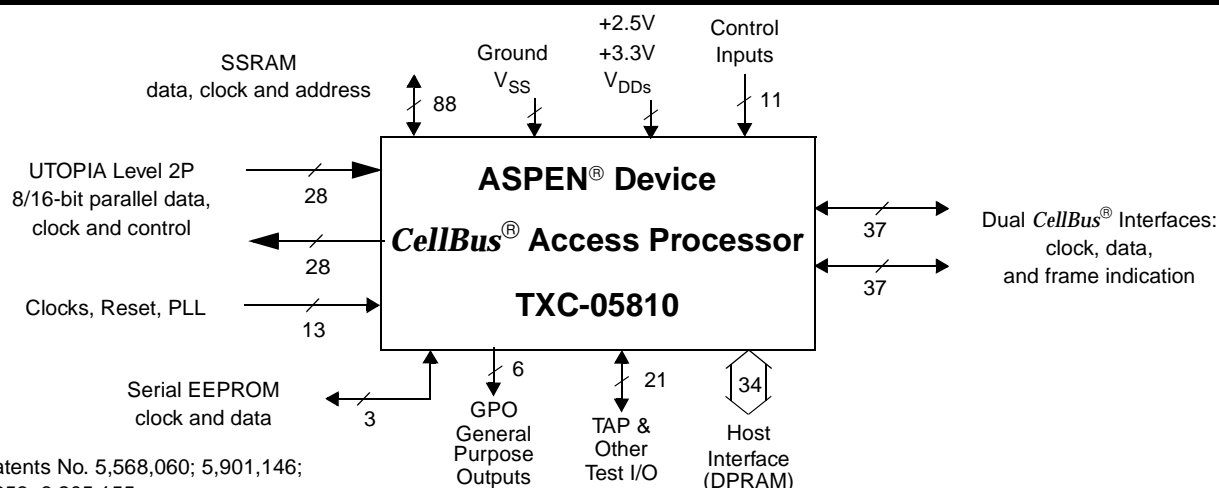 SSRAM
data, clock and address
88
Ground
VSS
+2.5V
+3.3V
VDDs
Control
Inputs
11
UTOPIA Level 2P
8/16-bit parallel data,
clock and control
28
28
Clocks, Reset, PLL
13
ASPEN® Device
CellBus® Access Processor
TXC-05810
37
37
Dual CellBus® Interfaces:
clock, data,
and frame indication
Serial EEPROM
clock and data
3
6
GPO
General
Purpose
Outputs
21
TAP &
Other
Test I/O
34
Host
Interface
(DPRAM)
No. 5,568,060; 5,901,146;